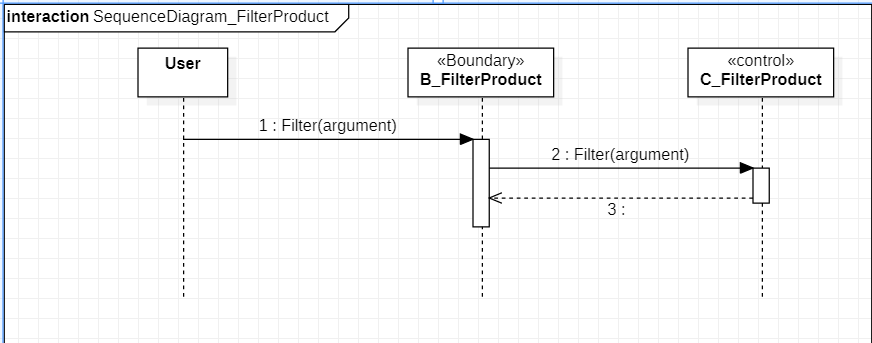 interaction SequenceDiagram_FilterProduct
User
«Boundary»
B_FilterProduct
«control»
C_FilterProduct
1 : Filter(argument)
2 : Filter(argument)
3 :